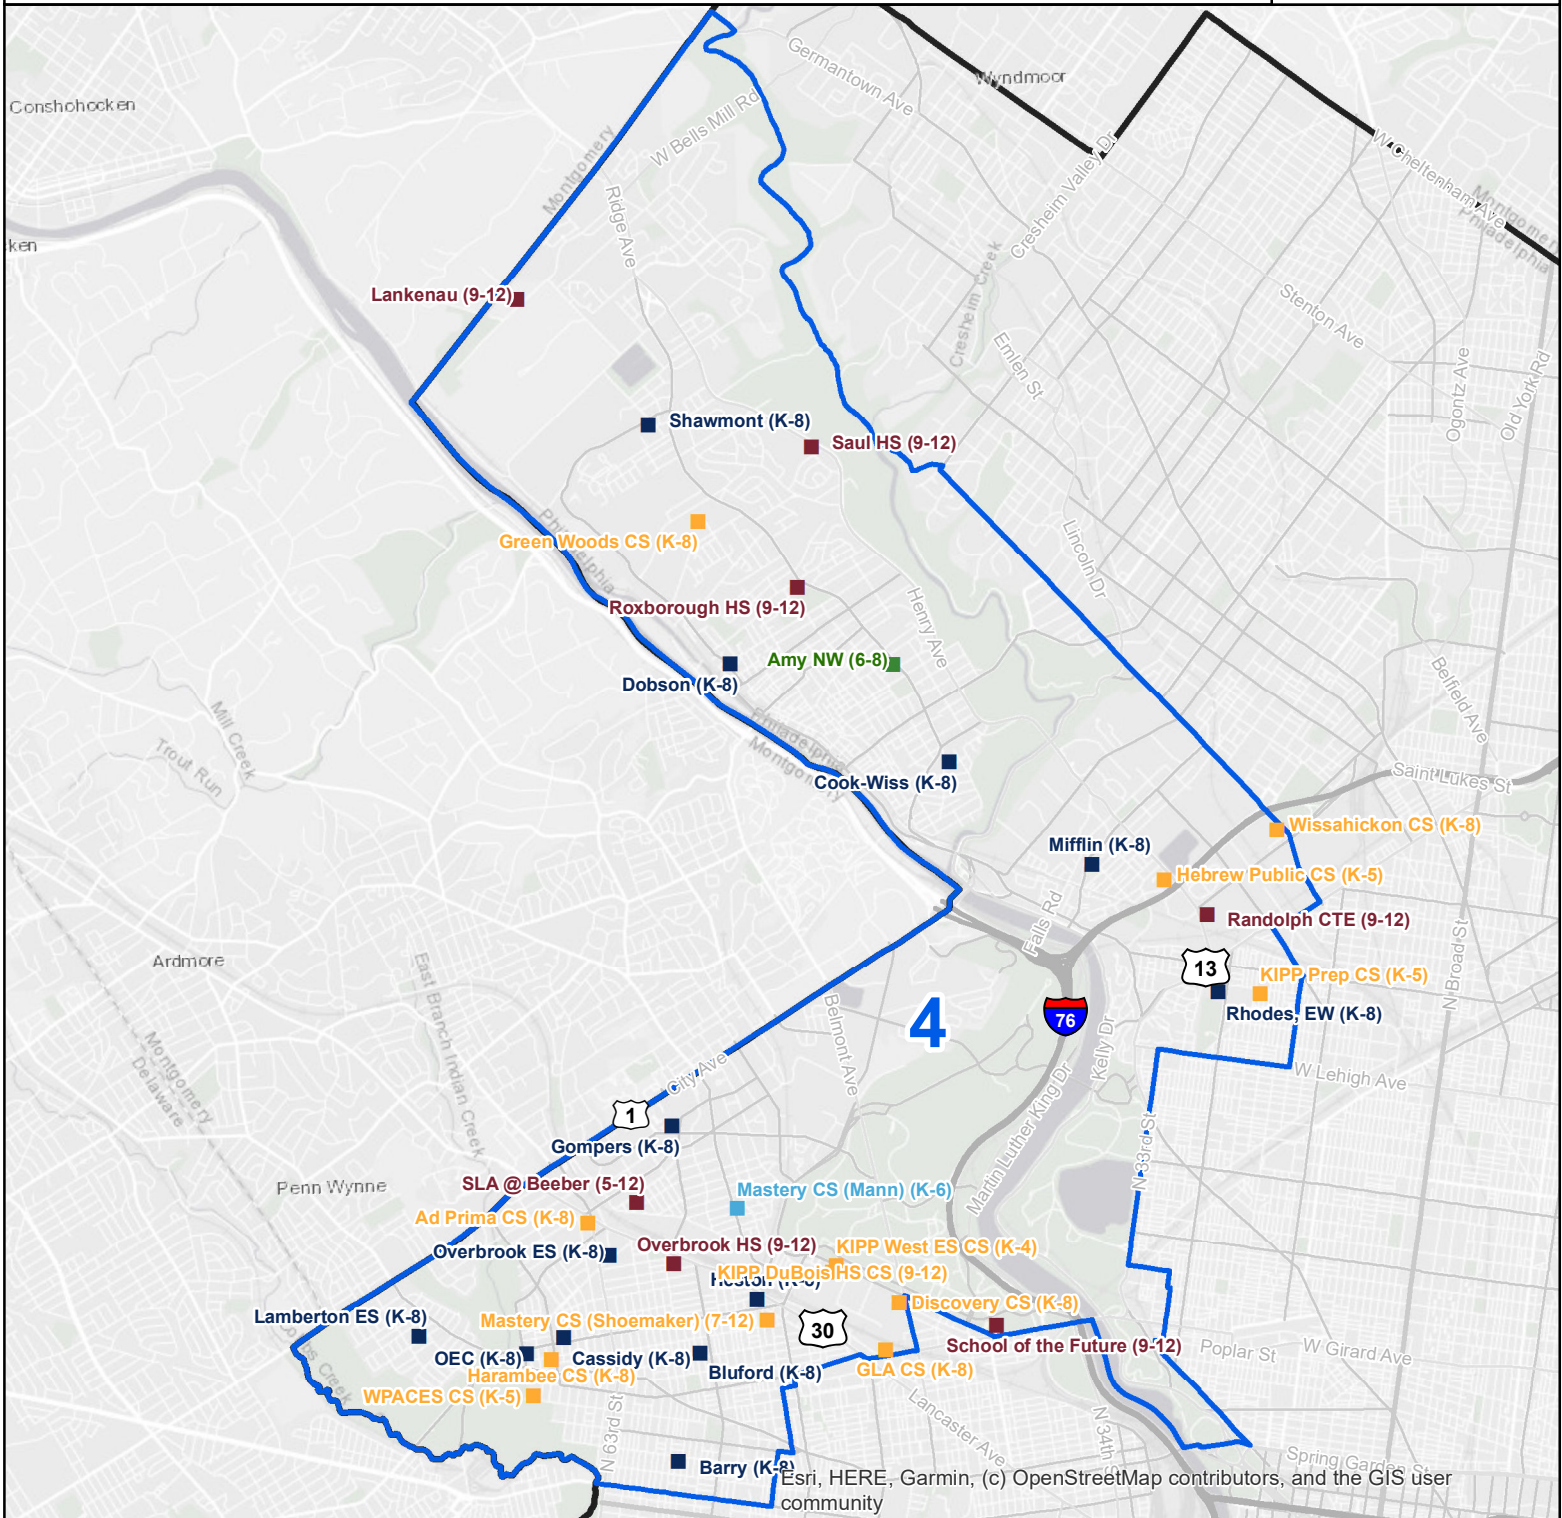 Wyndmoor
Germantown Ave
Conshohocken
W Bells Mill Rd
Montgomery
W Cheltenham Ave
Cresheim Valley Dr
Montgomery
Philadelphia
Ridge Ave
ken
Cresheim Creek
Lankenau (9-12)
Stenton Ave
Emlen St
Ogontz Ave
Old York Rd
Shawmont (K-8)
Saul HS (9-12)
Philadelphia
Green Woods CS (K-8)
Lincoln Dr
Roxborough HS (9-12)
Henry Ave
Amy NW (6-8)
Dobson (K-8)
Belfield Ave
Mill Creek
Trout Run
Philadelphia
Montgomery
Cook-Wiss (K-8)
Saint Lukes St
Wissahickon CS (K-8)
Mifflin (K-8)
Hebrew Public CS (K-5)
Falls Rd
Randolph CTE (9-12)
N Broad St
Ardmore
East Branch Indian Creek
13
KIPP Prep CS (K-5)
Rhodes, EW (K-8)
Belmont Ave
4
76
Kelly Dr
Montgomery
Delaware
City Ave
W Lehigh Ave
1
Gompers (K-8)
Martin Luther King Dr
N 33rd St
Penn Wynne
SLA @ Beeber (5-12)
Mastery CS (Mann) (K-6)
Ad Prima CS (K-8)
Overbrook ES (K-8)
Overbrook HS (9-12)
KIPP West ES CS (K-4)
KIPP DuBois HS CS (9-12)
Heston (K-8)
Discovery CS (K-8)
Lamberton ES (K-8)
Mastery CS (Shoemaker) (7-12)
30
School of the Future (9-12)
Poplar St
W Girard Ave
OEC (K-8)
Cassidy (K-8)
Bluford (K-8)
GLA CS (K-8)
Harambee CS (K-8)
WPACES CS (K-5)
Cobbs Creek
N 63rd St
Lancaster Ave
N 34th S
Barry (K-8)
Spring Garden St
Esri, HERE, Garmin, (c) OpenStreetMap contributors, and the GIS user
community